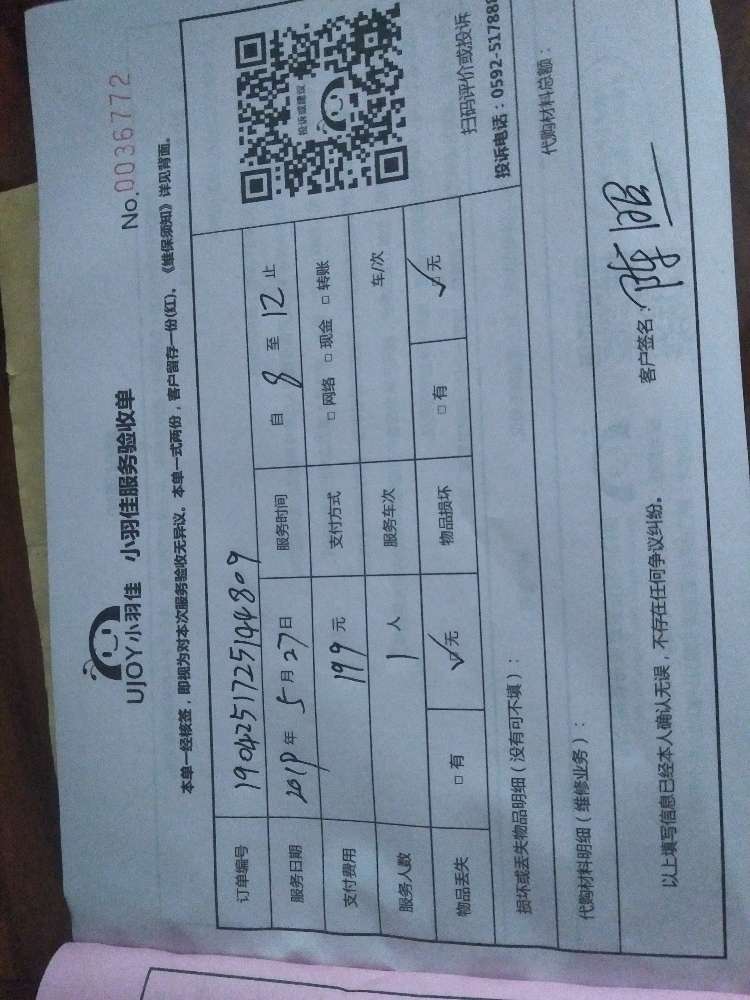 UJOY小羽佳 小羽佳服务验收单
No.0036772
本单一经核签，即视为对本次服务验收无异议。本单一式两份，客户留存一份(红)。《维保须知》详见背面。
订单编号 1904251725144809
服务日期 2019年5月27日 服务时间 自8至12止
支付费用 199元 支付方式 □网络 □现金 □转账
服务人数 1人 服务车次 车/次
物品丢失 □有 ☑无 物品损坏 □有 ☑无
投诉或建议
扫码评价或投诉
投诉电话：0592-517888
损坏或丢失物品明细（没有可不填）：
代购材料明细（维修业务）： 代购材料总额：
以上填写信息已经本人确认无误，不存在任何争议纠纷。 客户签名：陈